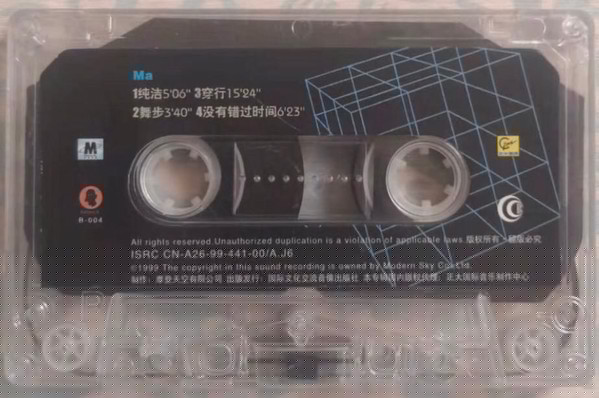 Ma
1纯洁5'06" 3穿行15'24"
2舞步3'40" 4没有错过时间6'23"
M
R-004
All rights reserved.Unauthorized duplication is a violation of applicable laws.版权所有·翻版必究
ISRC CN-A26-99-441-00/A.J6
©1999 The copyright in this sound recording is owned by Modern Sky Co.,Ltd.
制作：摩登天空有限公司 出版发行：国际文化交流音像出版社 本专辑国内版权代理：正大国际音乐制作中心